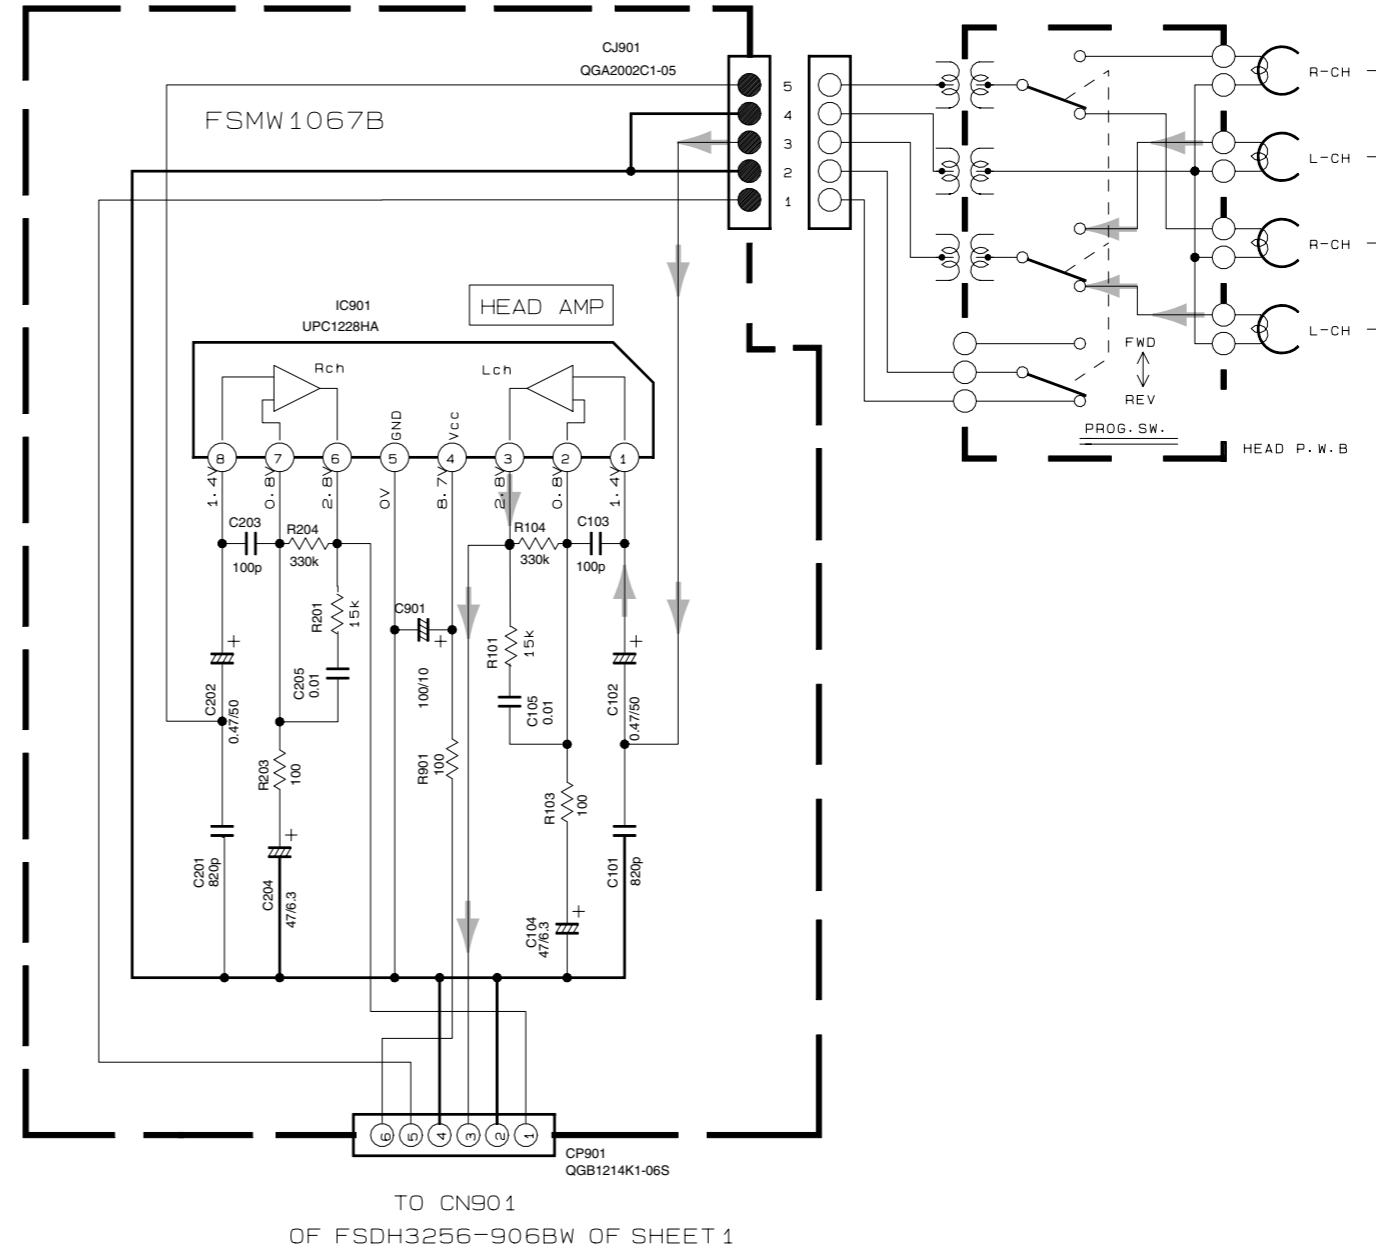 CJ901
QGA2002C1-05
FSMW1067B
5
4
3
2
1
R-CH
L-CH
R-CH
L-CH
FWD
REV
PROG. SW.
HEAD P. W. B
IC901
UPC1228HA
HEAD AMP
Rch
Lch
GND
Vcc
8
7
6
5
4
3
2
1
1.4V
0.8V
2.8V
0V
8.7V
2.8V
0.8V
1.4V
C203
100p
R204
330k
R104
330k
C103
100p
R201
15k
C901
100/10
R101
15k
C202
0.47/50
C205
0.01
C105
0.01
C102
0.47/50
R203
100
R901
100
R103
100
C201
820p
C204
47/6.3
C104
47/6.3
C101
820p
+
+
+
+
+
6
5
4
3
2
1
CP901
QGB1214K1-06S
TO CN901
OF FSDH3256-906BW OF SHEET 1